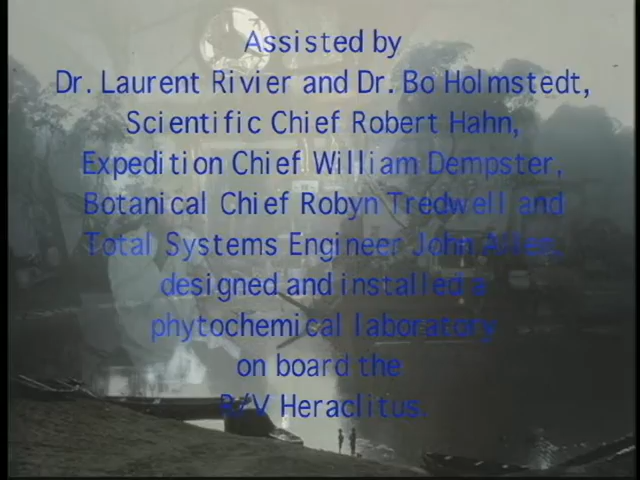 Assisted by
Dr. Laurent Rivier and Dr. Bo Holmstedt,
Scientific Chief Robert Hahn,
Expedition Chief William Dempster,
Botanical Chief Robyn Tredwell and
Total Systems Engineer John Allen,
designed and installed a
phytochemical laboratory
on board the
R/V Heraclitus.